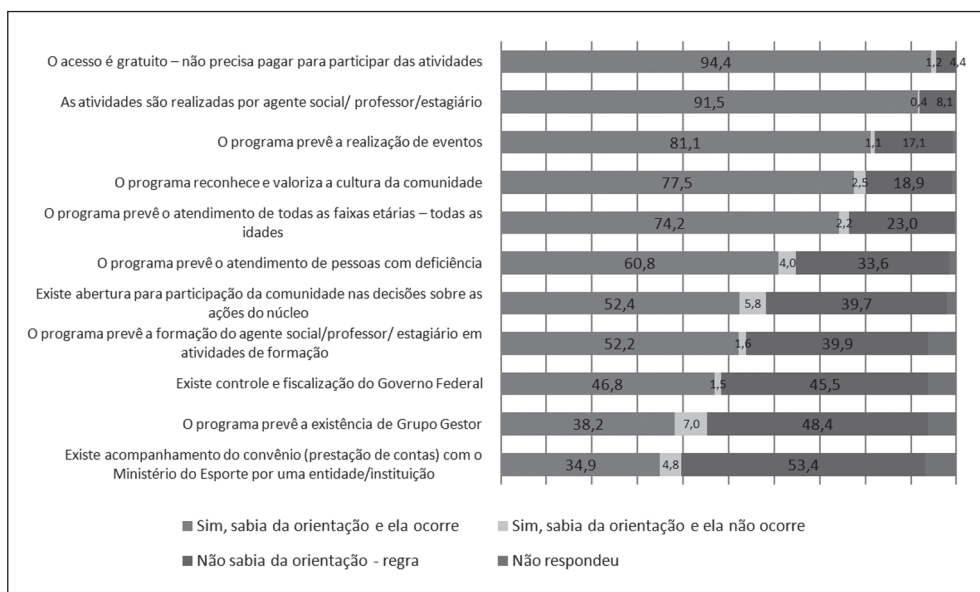 O acesso é gratuito – não precisa pagar para participar das atividades
94,4 1,2 4,4
As atividades são realizadas por agente social/ professor/estagiário
91,5 0,4 8,1
O programa prevê a realização de eventos
81,1 1,1 17,1
O programa reconhece e valoriza a cultura da comunidade
77,5 2,5 18,9
O programa prevê o atendimento de todas as faixas etárias – todas as
idades
74,2 2,2 23,0
O programa prevê o atendimento de pessoas com deficiência
60,8 4,0 33,6
Existe abertura para participação da comunidade nas decisões sobre as
ações do núcleo
52,4 5,8 39,7
O programa prevê a formação do agente social/professor/ estagiário em
atividades de formação
52,2 1,6 39,9
Existe controle e fiscalização do Governo Federal
46,8 1,5 45,5
O programa prevê a existência de Grupo Gestor
38,2 7,0 48,4
Existe acompanhamento do convênio (prestação de contas) com o
Ministério do Esporte por uma entidade/instituição
34,9 4,8 53,4
Sim, sabia da orientação e ela ocorre
Sim, sabia da orientação e ela não ocorre
Não sabia da orientação - regra
Não respondeu